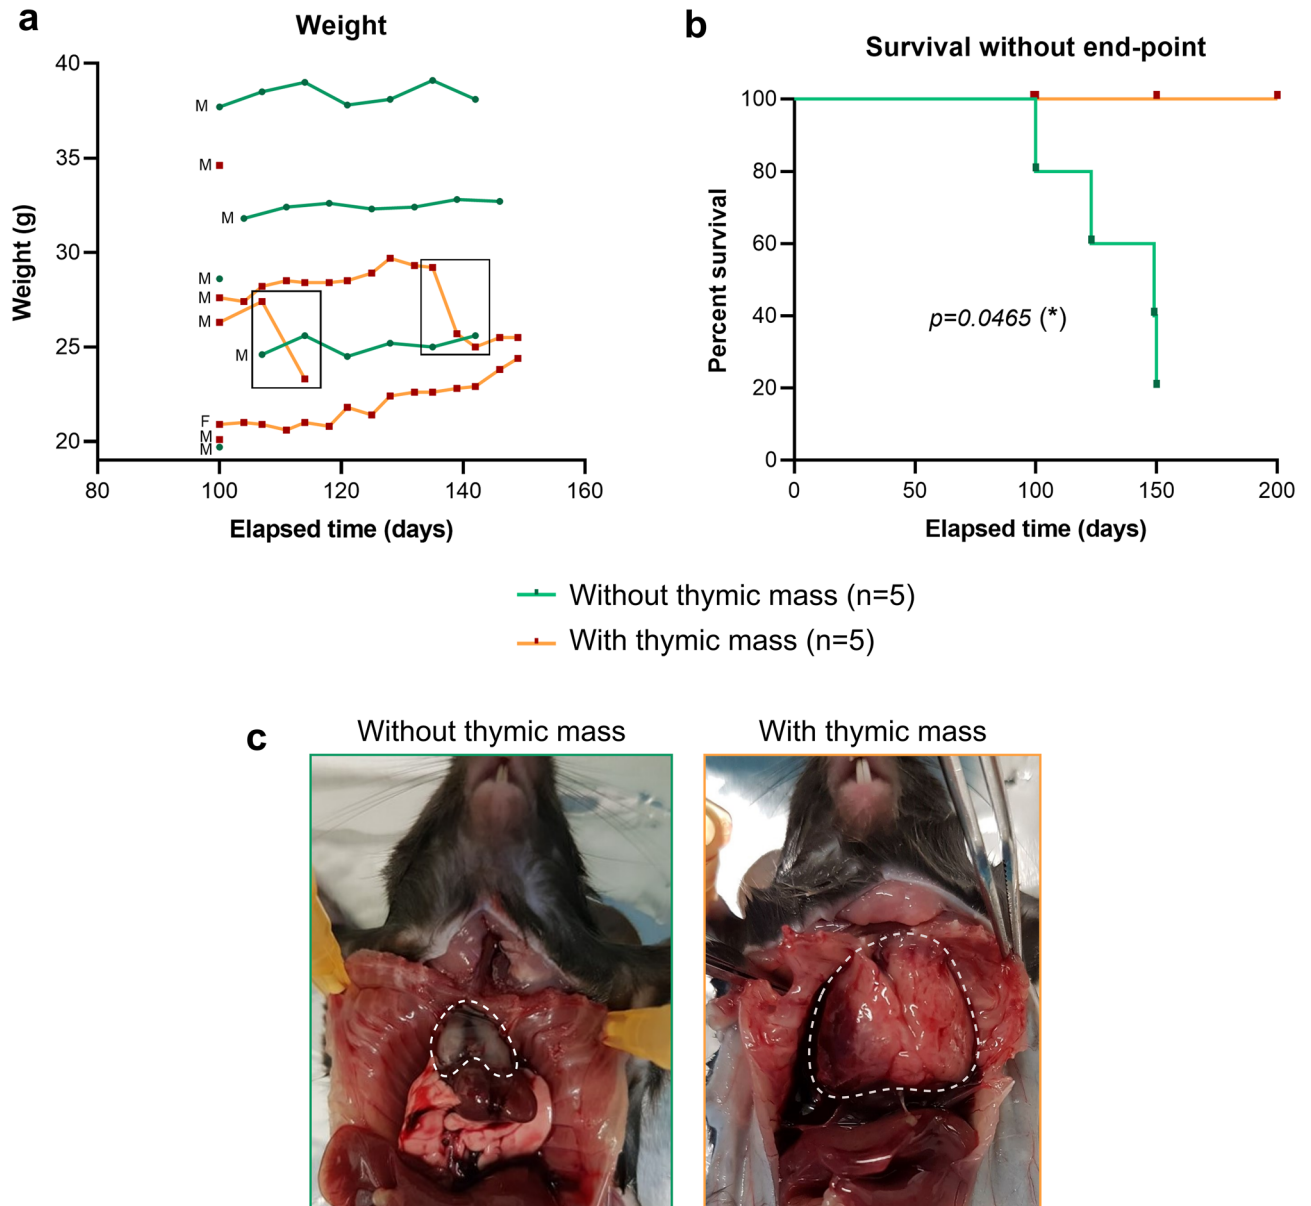 a
Weight
40
35
30
25
20
Weight (g)
M
M
M
M
M
M
M
F
M
M
80
100
120
140
160
Elapsed time (days)
b
Survival without end-point
100
80
60
40
20
0
Percent survival
p=0.0465 (*)
0
50
100
150
200
Elapsed time (days)
Without thymic mass (n=5)
With thymic mass (n=5)
c
Without thymic mass
With thymic mass